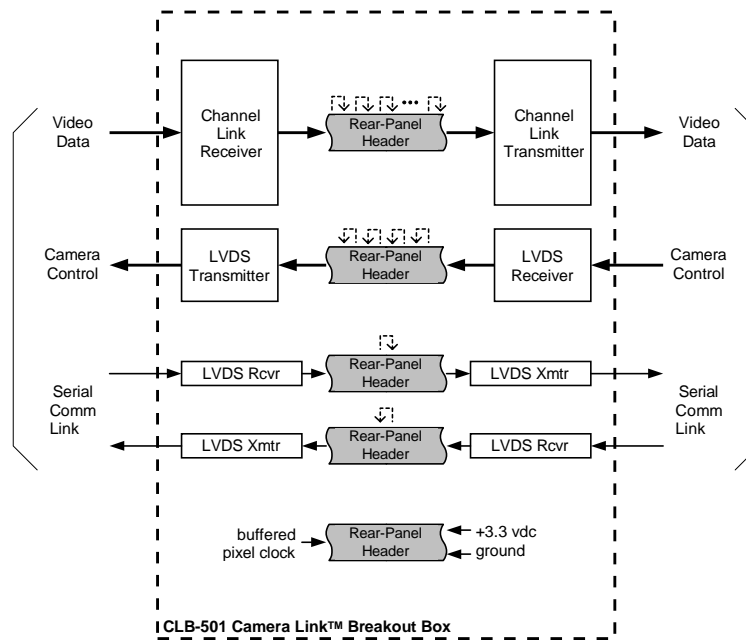 Video
Data
Channel
Link
Receiver
Rear-Panel
Header
Channel
Link
Transmitter
Video
Data
Camera
Control
LVDS
Transmitter
Rear-Panel
Header
LVDS
Receiver
Camera
Control
Serial
Comm
Link
LVDS Rcvr
Rear-Panel
Header
LVDS Xmtr
LVDS Xmtr
Rear-Panel
Header
LVDS Rcvr
Serial
Comm
Link
buffered
pixel clock
Rear-Panel
Header
+3.3 vdc
ground
CLB-501 Camera Link™ Breakout Box